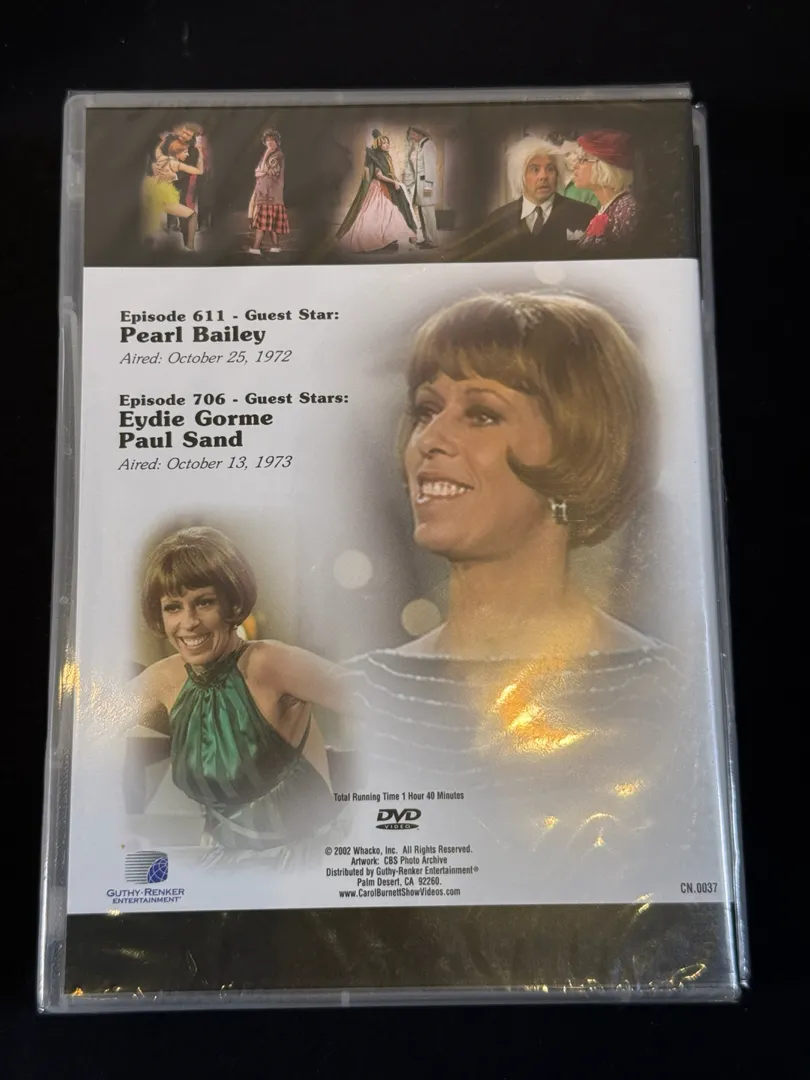 Episode 611 - Guest Star:
Pearl Bailey
Aired: October 25, 1972
Episode 706 - Guest Stars:
Eydie Gorme
Paul Sand
Aired: October 13, 1973
Total Running Time 1 Hour 40 Minutes
DVD
VIDEO
© 2002 Whacko, Inc. All Rights Reserved.
Artwork: CBS Photo Archive
Distributed by Guthy-Renker Entertainment®
Palm Desert, CA 92260.
www.CarolBurnettShowVideos.com
GUTHY-RENKER
ENTERTAINMENT
CN.0037